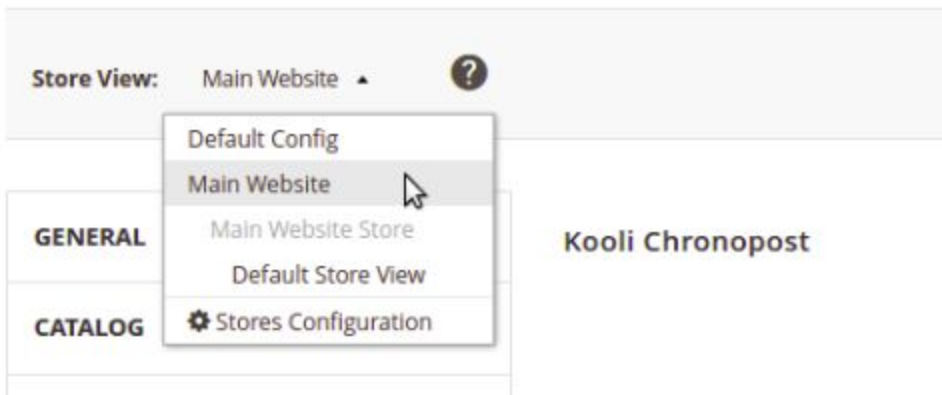 Store View: Main Website ?
Default Config
Main Website
Main Website Store
GENERAL
Kooli Chronopost
Default Store View
Stores Configuration
CATALOG